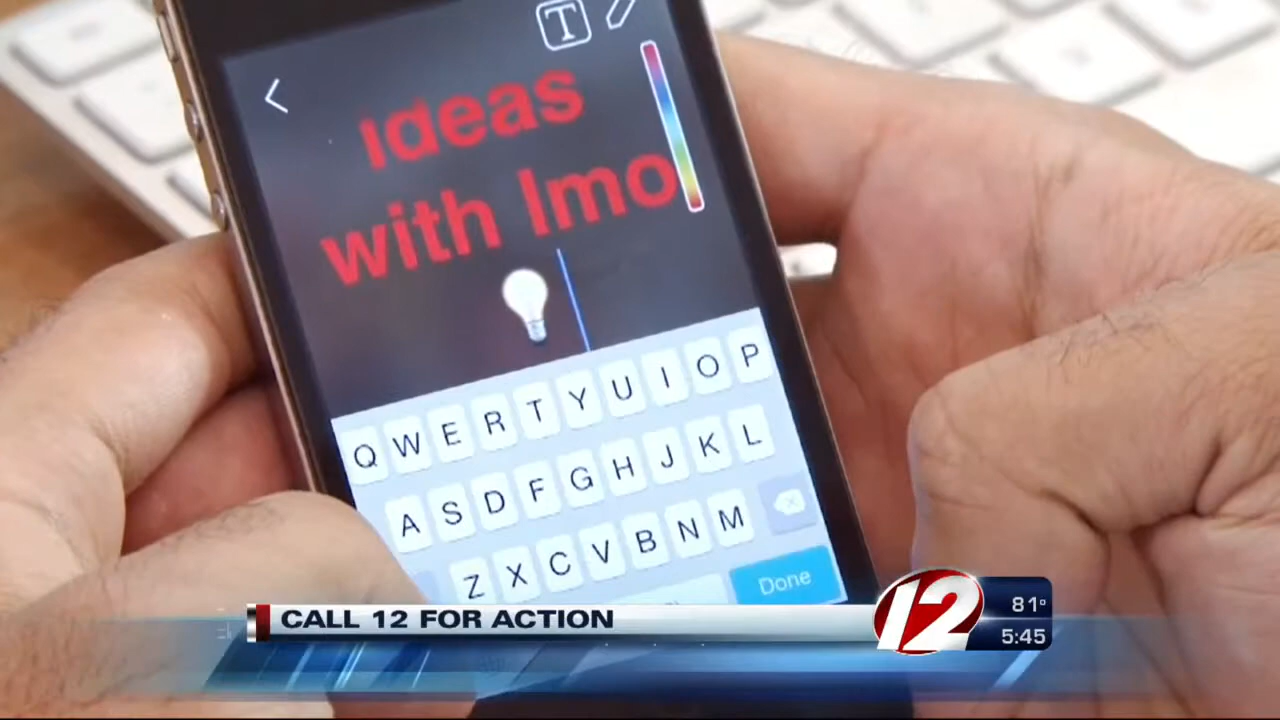 T
Ideas
with Imo
Q W E R T Y U I O P
A S D F G H J K L
Z X C V B N M
Done
CALL 12 FOR ACTION
12
81°
5:45